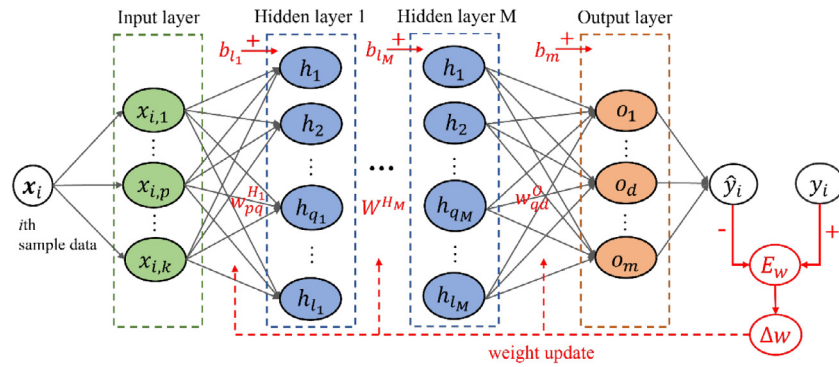 Input layer
Hidden layer 1
Hidden layer M
Output layer
b_{l_1} +
b_{l_M} +
b_m +
x_{i,1}
x_{i,p}
x_{i,k}
⋮
x_i
ith
sample data
h_1
h_2
⋮
h_{q_1}
⋮
h_{l_1}
w_{pq}^{H_1}
...
W^{H_M}
h_1
h_2
⋮
h_{q_M}
⋮
h_{l_M}
w_{qd}^{O}
o_1
⋮
o_d
⋮
o_m
ŷ_i
y_i
-
+
E_w
Δw
weight update